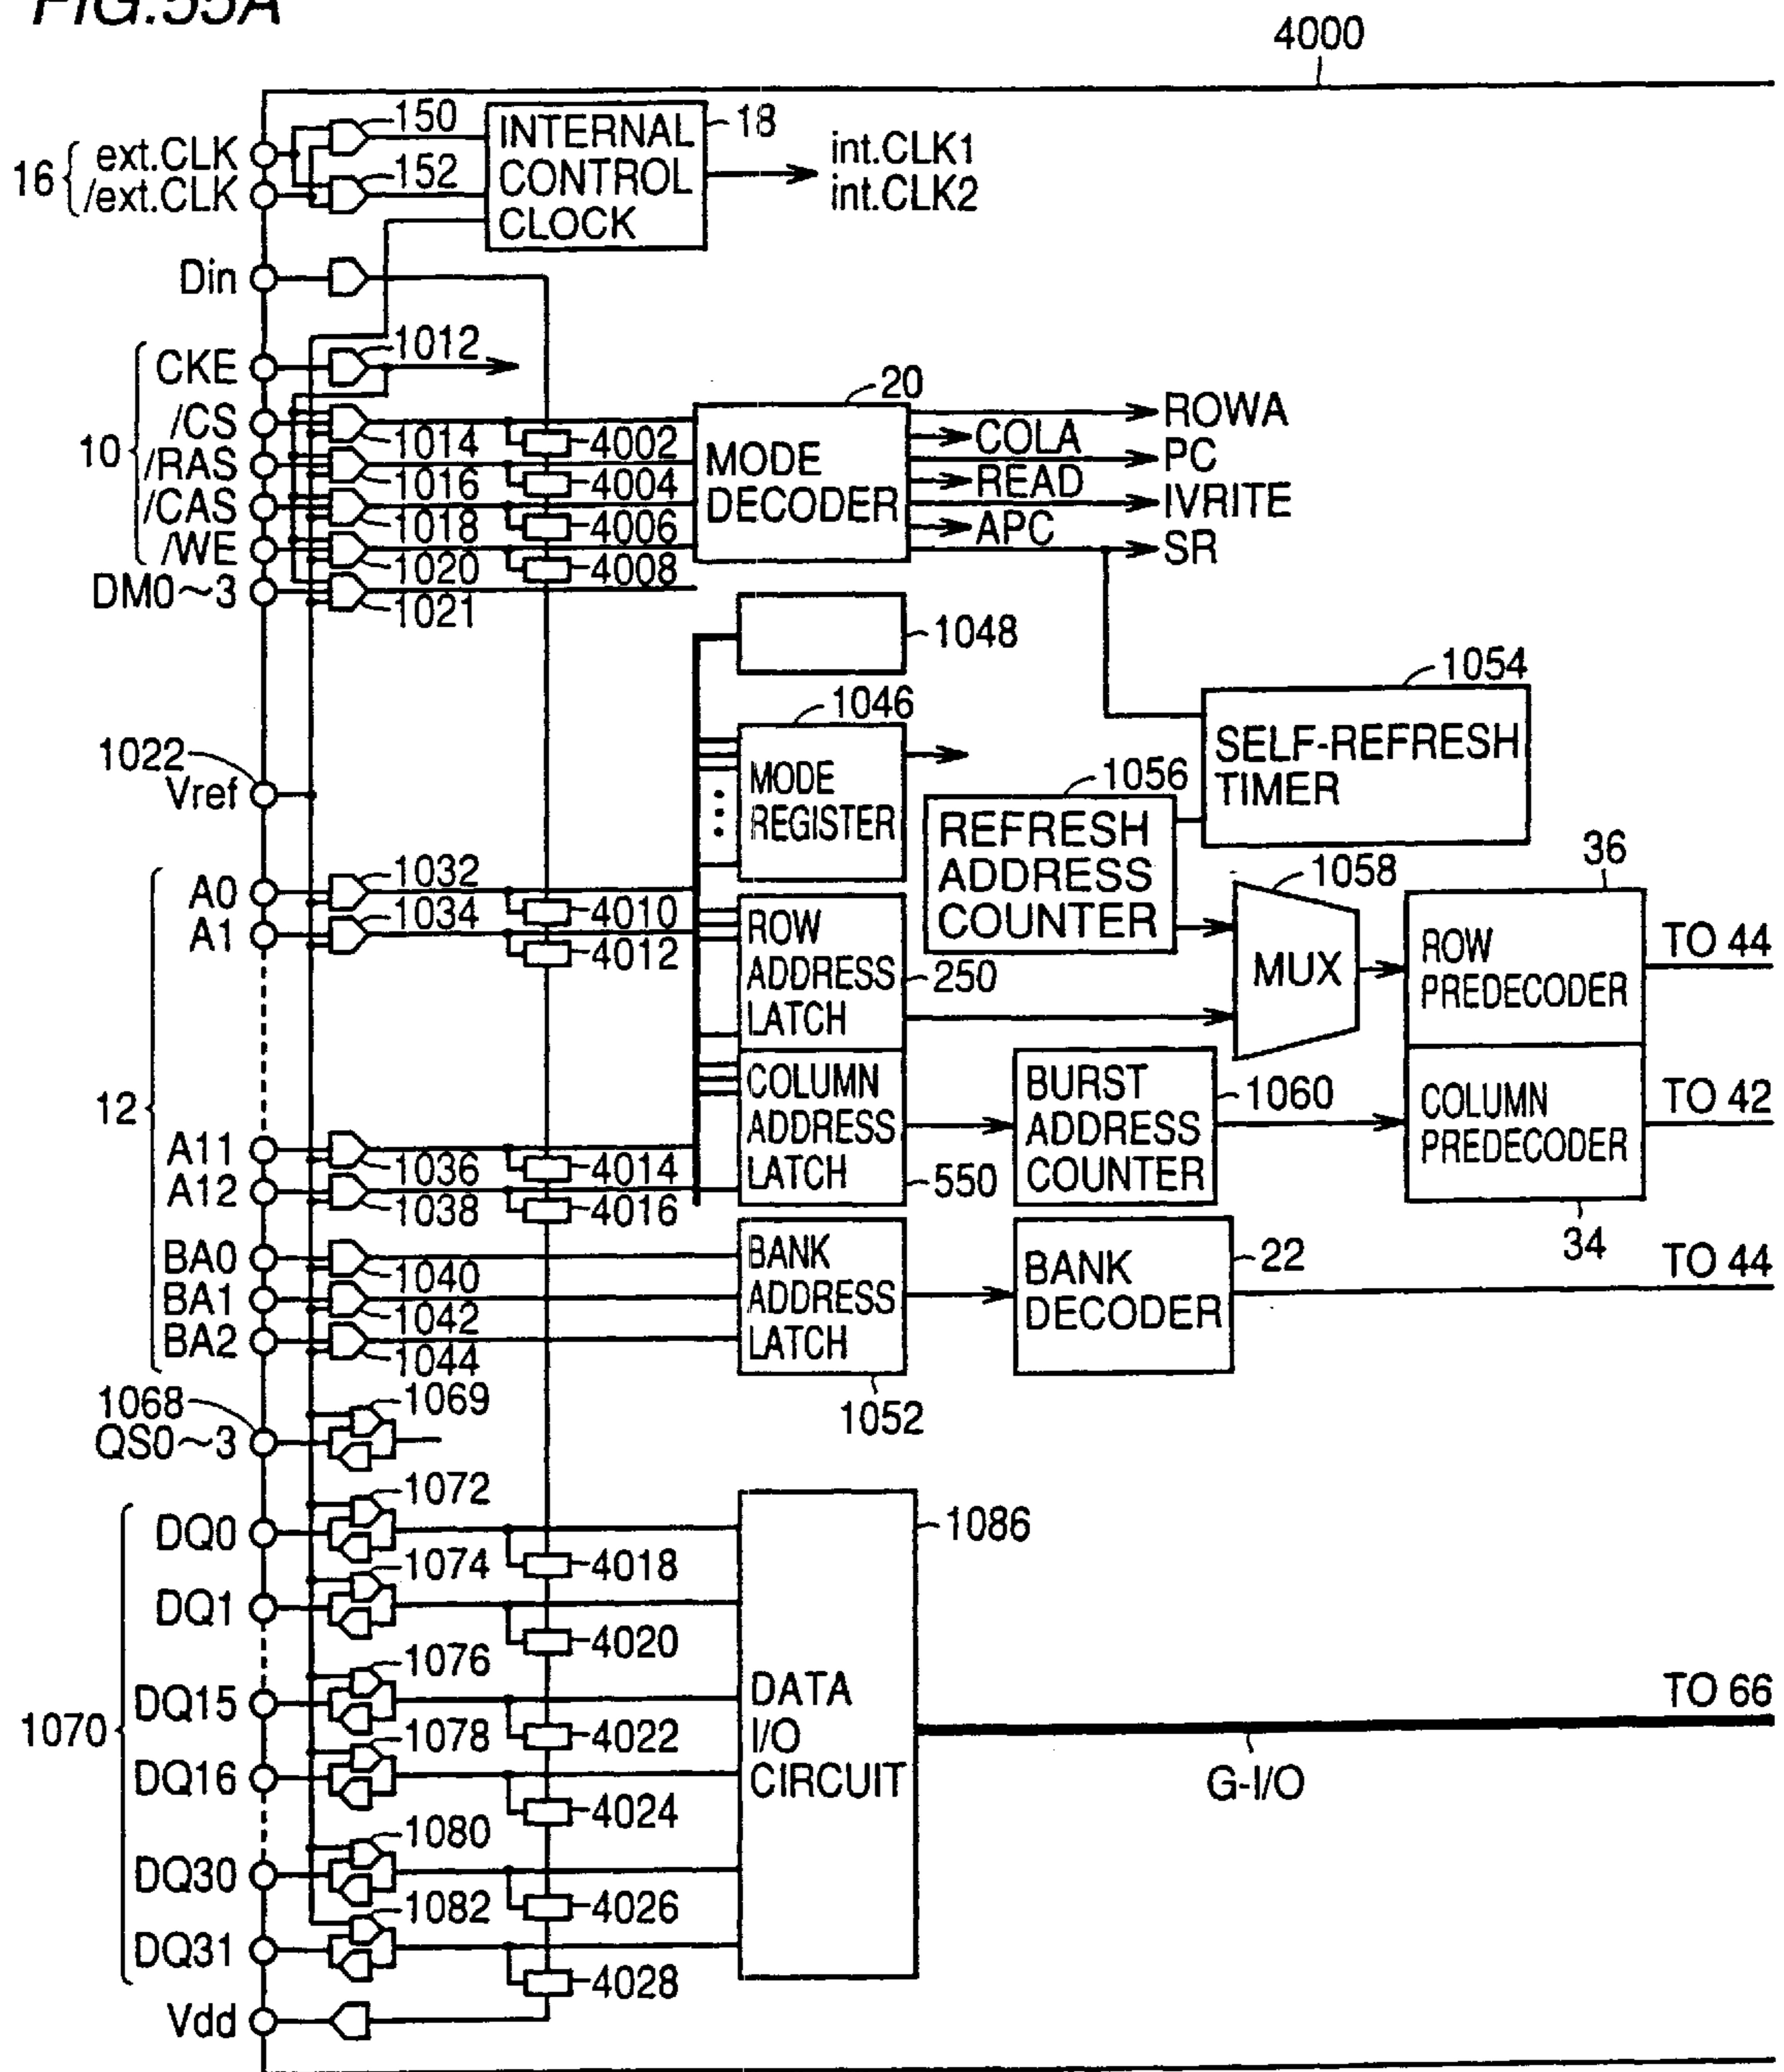 FIG.55A
4000
16
ext.CLK
/ext.CLK
150
152
INTERNAL
CONTROL
CLOCK
18
int.CLK1
int.CLK2
Din
10
CKE
1012
/CS
1014
4002
/RAS
1016
4004
/CAS
1018
4006
/WE
1020
4008
DM0~3
1021
MODE
DECODER
20
ROWA
COLA
PC
READ
IVRITE
APC
SR
1048
1046
MODE
REGISTER
1054
SELF-REFRESH
TIMER
1056
REFRESH
ADDRESS
COUNTER
1022
Vref
12
A0
1032
4010
A1
1034
4012
ROW
ADDRESS
LATCH
250
1058
MUX
36
ROW
PREDECODER
TO 44
A11
1036
4014
A12
1038
4016
COLUMN
ADDRESS
LATCH
550
BURST
ADDRESS
COUNTER
1060
COLUMN
PREDECODER
34
TO 42
BA0
1040
BA1
1042
BA2
1044
BANK
ADDRESS
LATCH
1052
BANK
DECODER
22
TO 44
1068
QS0~3
1069
1070
DQ0
1072
4018
DQ1
1074
4020
DQ15
1076
4022
DQ16
1078
4024
DQ30
1080
4026
DQ31
1082
4028
DATA
I/O
CIRCUIT
1086
TO 66
G-I/O
Vdd